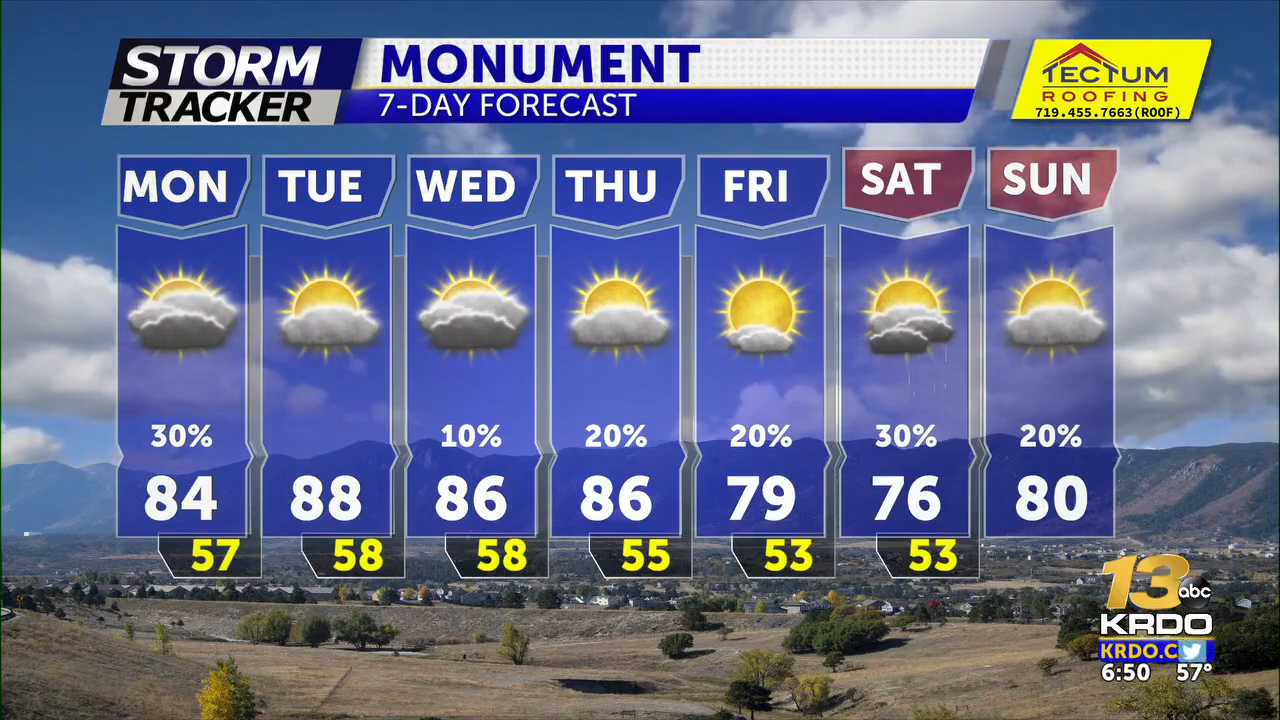 STORM
TRACKER
MONUMENT
7-DAY FORECAST
TECTUM
ROOFING
719.455.7663(ROOF)
MON TUE WED THU FRI SAT SUN
30% 10% 20% 20% 30% 20%
84 88 86 86 79 76 80
57 58 58 55 53 53
13 abc
KRDO
KRDO.C
6:50 57°